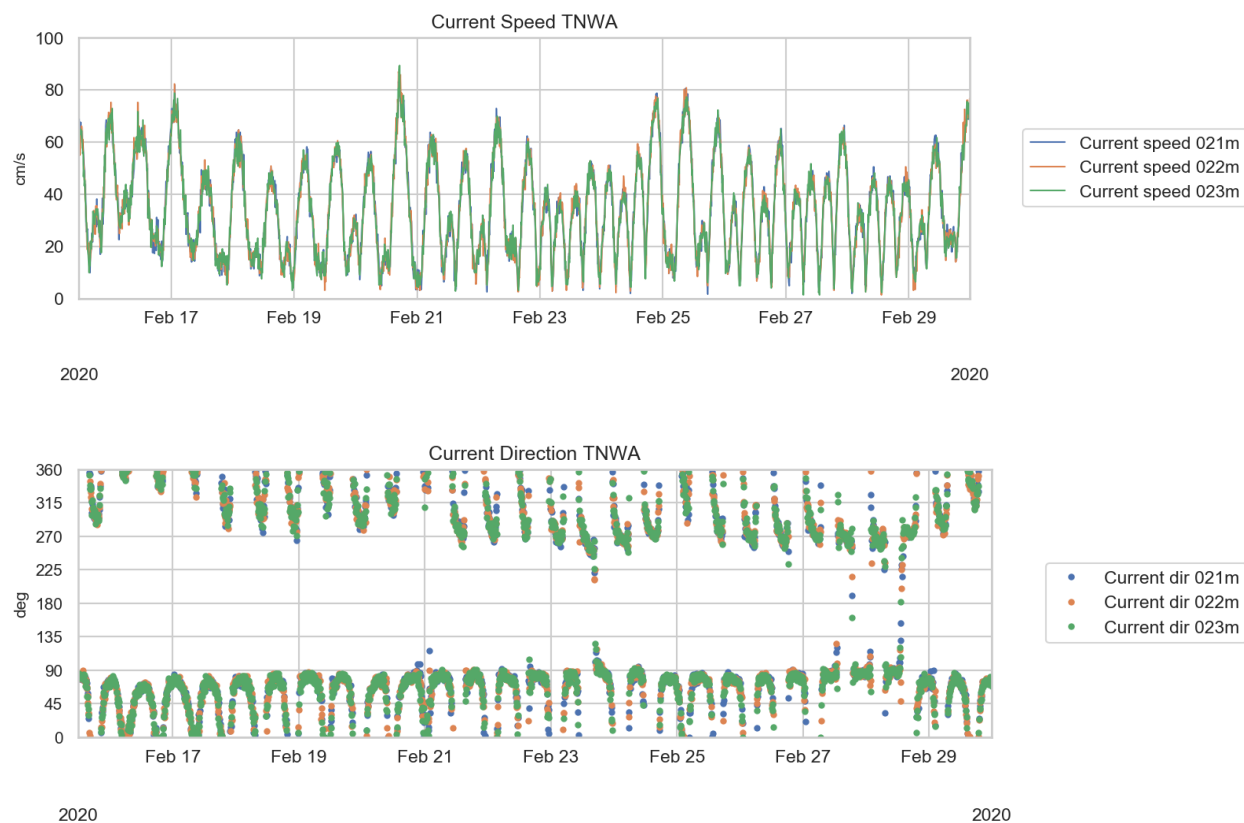 Current Speed TNWA
100
80
60
40
20
0
cm/s
Feb 17 Feb 19 Feb 21 Feb 23 Feb 25 Feb 27 Feb 29
2020 2020
Current speed 021m
Current speed 022m
Current speed 023m
Current Direction TNWA
360
315
270
225
180
135
90
45
0
deg
Feb 17 Feb 19 Feb 21 Feb 23 Feb 25 Feb 27 Feb 29
2020 2020
Current dir 021m
Current dir 022m
Current dir 023m